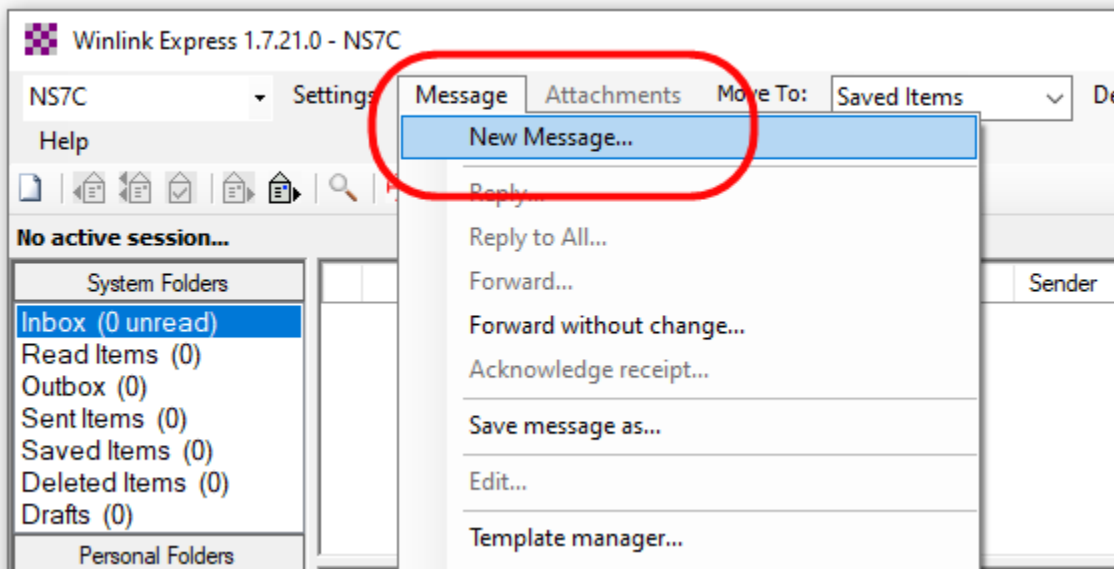 Winlink Express 1.7.21.0 - NS7C
NS7C Settings Message Attachments Move To: Saved Items
Help
New Message...
Reply...
No active session...
Reply to All...
System Folders
Forward...
Sender
Inbox (0 unread)
Forward without change...
Read Items (0)
Acknowledge receipt...
Outbox (0)
Sent Items (0)
Save message as...
Saved Items (0)
Deleted Items (0)
Edit...
Drafts (0)
Template manager...
Personal Folders